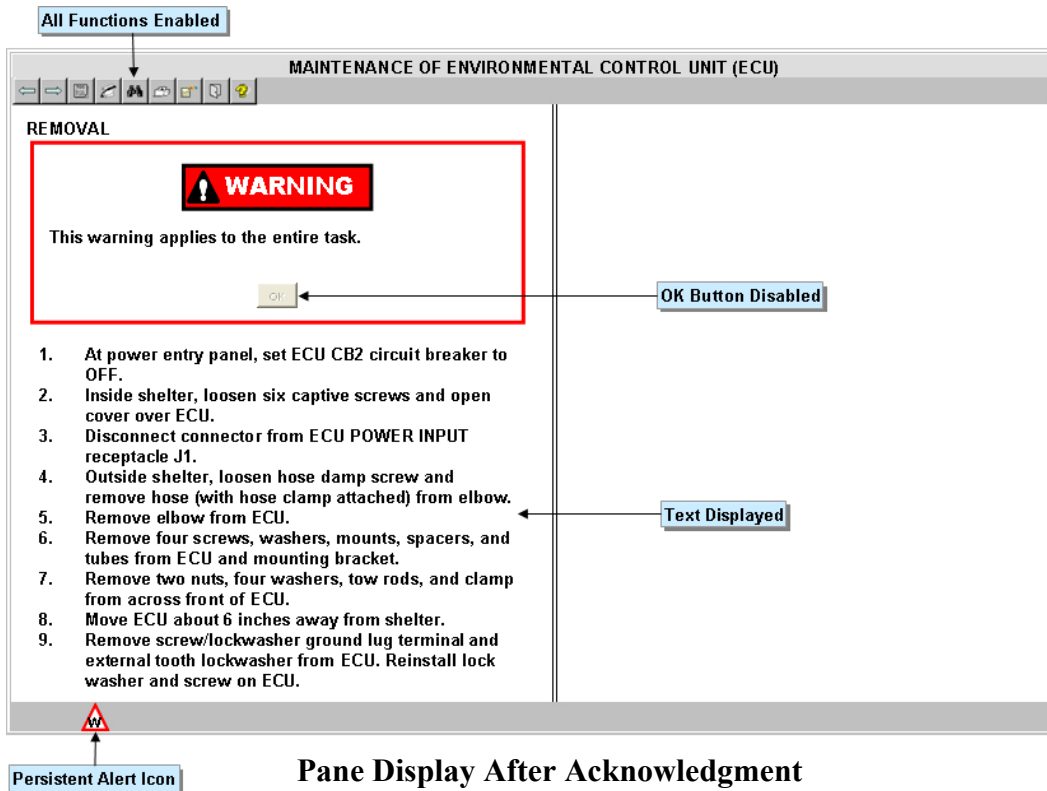 All Functions Enabled
MAINTENANCE OF ENVIRONMENTAL CONTROL UNIT (ECU)
REMOVAL
WARNING
This warning applies to the entire task.
OK
OK Button Disabled
1. At power entry panel, set ECU CB2 circuit breaker to
OFF.
2. Inside shelter, loosen six captive screws and open
cover over ECU.
3. Disconnect connector from ECU POWER INPUT
receptacle J1.
4. Outside shelter, loosen hose damp screw and
remove hose (with hose clamp attached) from elbow.
5. Remove elbow from ECU.
Text Displayed
6. Remove four screws, washers, mounts, spacers, and
tubes from ECU and mounting bracket.
7. Remove two nuts, four washers, tow rods, and clamp
from across front of ECU.
8. Move ECU about 6 inches away from shelter.
9. Remove screw/lockwasher ground lug terminal and
external tooth lockwasher from ECU. Reinstall lock
washer and screw on ECU.
W
Persistent Alert Icon
Pane Display After Acknowledgment